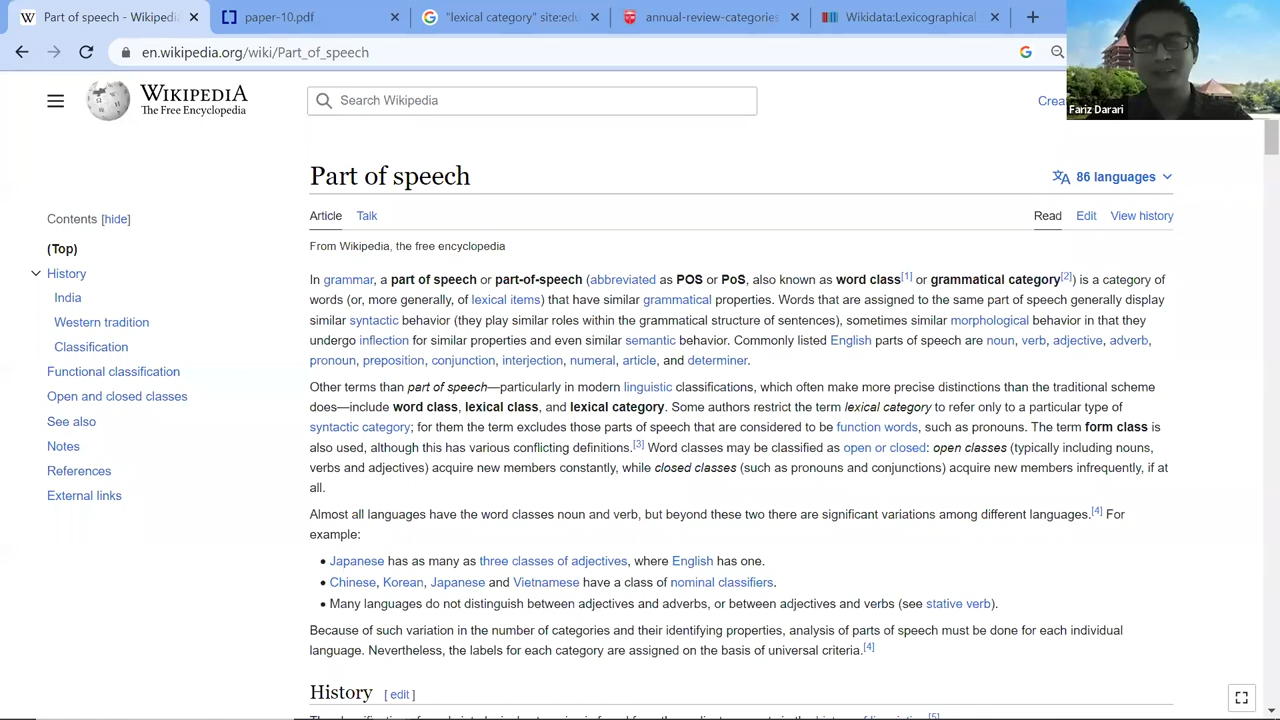 Part of speech - Wikipedi
paper-10.pdf
"lexical category" site:edu
annual-review-categories
Wikidata:Lexicographical
en.wikipedia.org/wiki/Part_of_speech
Fariz Darari
WIKIPEDIA
The Free Encyclopedia
Search Wikipedia
Crea
Part of speech
86 languages
Contents [hide]
Article Talk
Read Edit View history
(Top)
From Wikipedia, the free encyclopedia
History
India
Western tradition
Classification
Functional classification
Open and closed classes
See also
Notes
References
External links
In grammar, a part of speech or part-of-speech (abbreviated as POS or PoS, also known as word class[1] or grammatical category[2]) is a category of
words (or, more generally, of lexical items) that have similar grammatical properties. Words that are assigned to the same part of speech generally display
similar syntactic behavior (they play similar roles within the grammatical structure of sentences), sometimes similar morphological behavior in that they
undergo inflection for similar properties and even similar semantic behavior. Commonly listed English parts of speech are noun, verb, adjective, adverb,
pronoun, preposition, conjunction, interjection, numeral, article, and determiner.
Other terms than part of speech—particularly in modern linguistic classifications, which often make more precise distinctions than the traditional scheme
does—include word class, lexical class, and lexical category. Some authors restrict the term lexical category to refer only to a particular type of
syntactic category; for them the term excludes those parts of speech that are considered to be function words, such as pronouns. The term form class is
also used, although this has various conflicting definitions.[3] Word classes may be classified as open or closed: open classes (typically including nouns,
verbs and adjectives) acquire new members constantly, while closed classes (such as pronouns and conjunctions) acquire new members infrequently, if at
all.
Almost all languages have the word classes noun and verb, but beyond these two there are significant variations among different languages.[4] For
example:
• Japanese has as many as three classes of adjectives, where English has one.
• Chinese, Korean, Japanese and Vietnamese have a class of nominal classifiers.
• Many languages do not distinguish between adjectives and adverbs, or between adjectives and verbs (see stative verb).
Because of such variation in the number of categories and their identifying properties, analysis of parts of speech must be done for each individual
language. Nevertheless, the labels for each category are assigned on the basis of universal criteria.[4]
History [ edit ]